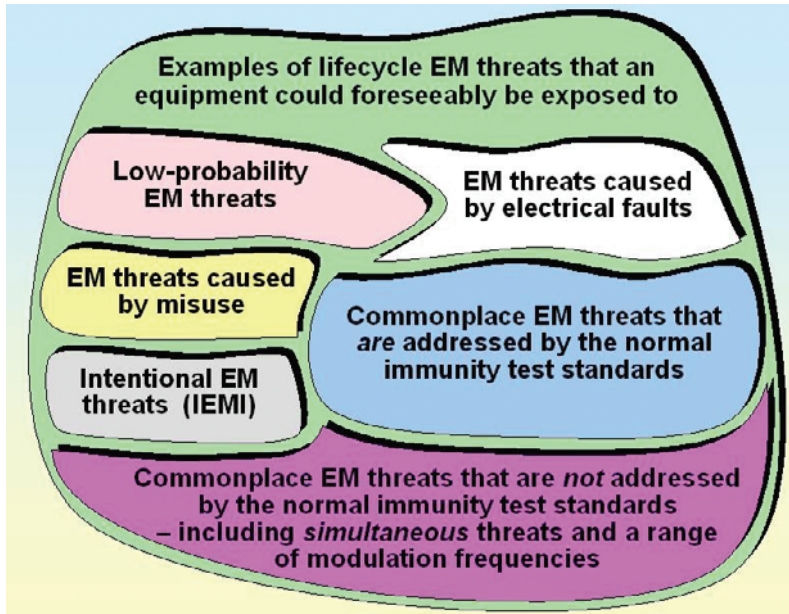 Examples of lifecycle EM threats that an
equipment could foreseeably be exposed to
Low-probability
EM threats
EM threats caused
by electrical faults
EM threats caused
by misuse
Commonplace EM threats that
are addressed by the normal
immunity test standards
Intentional EM
threats (IEMI)
Commonplace EM threats that are not addressed
by the normal immunity test standards
– including simultaneous threats and a range
of modulation frequencies